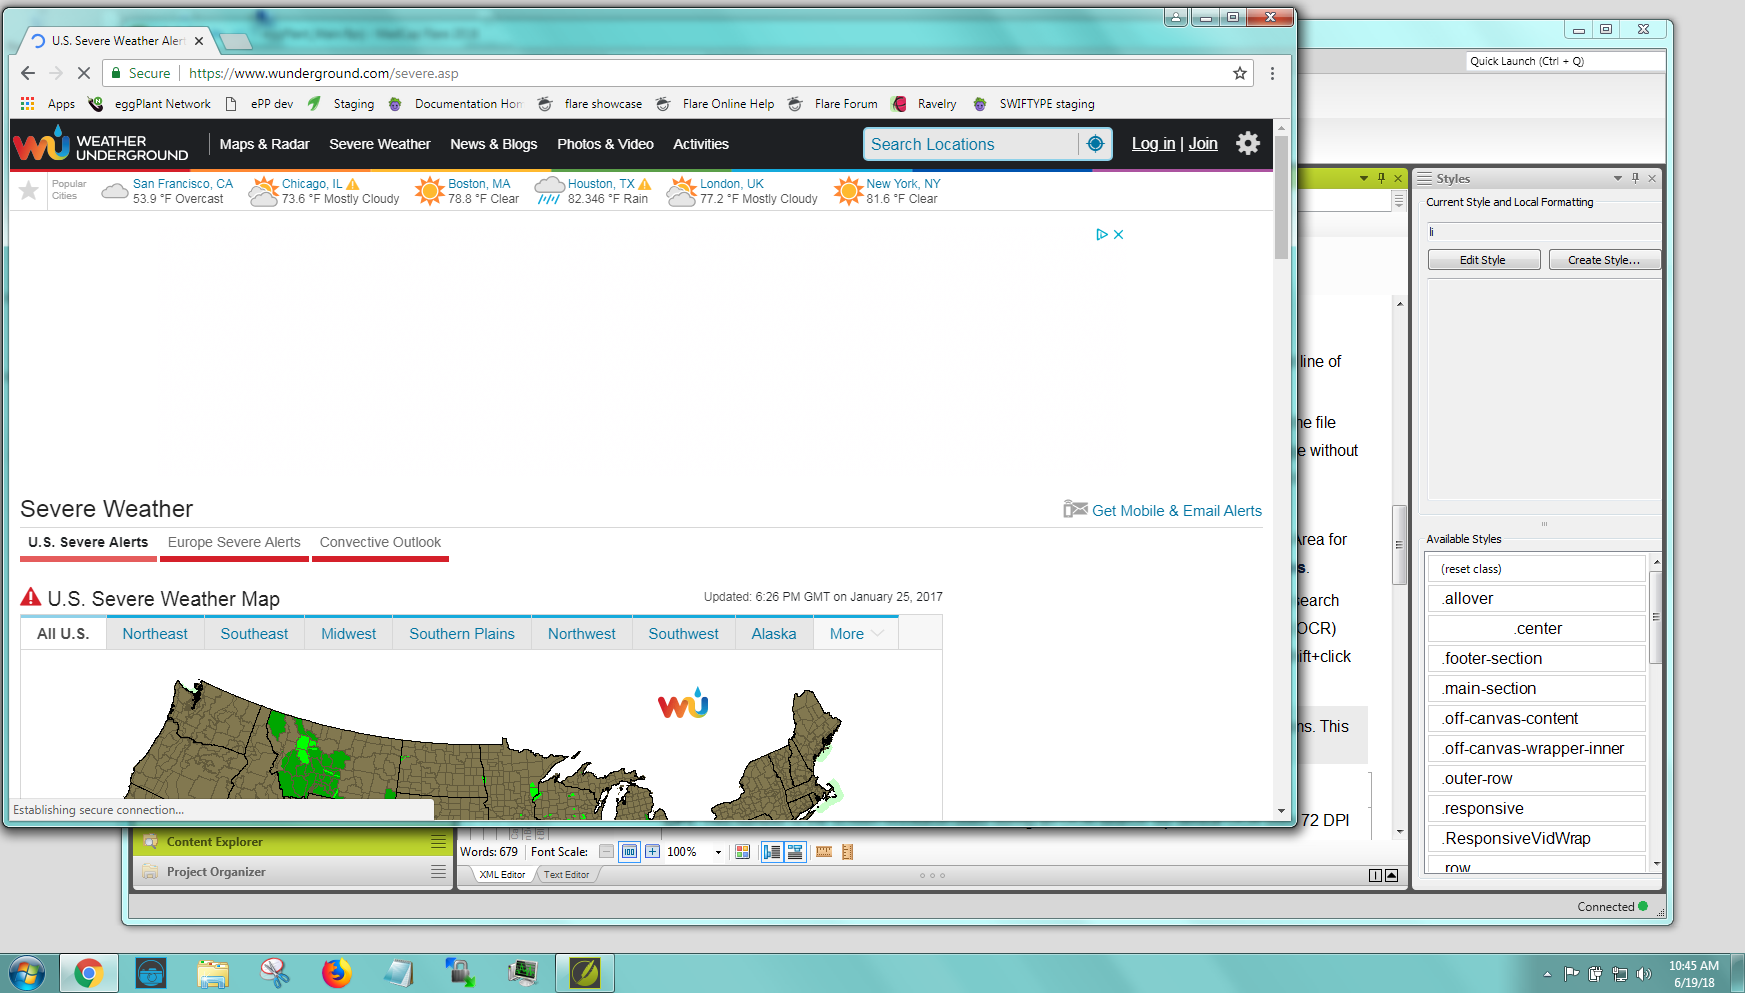 U.S. Severe Weather Aler
Secure
https://www.wunderground.com/severe.asp
Apps
eggPlant Network
ePP dev
Staging
Documentation Hom
flare showcase
Flare Online Help
Flare Forum
Ravelry
SWIFTYPE staging
WEATHER
UNDERGROUND
Maps & Radar
Severe Weather
News & Blogs
Photos & Video
Activities
Search Locations
Log in | Join
Popular
Cities
San Francisco, CA
53.9 °F Overcast
Chicago, IL
73.6 °F Mostly Cloudy
Boston, MA
78.8 °F Clear
Houston, TX
82.346 °F Rain
London, UK
77.2 °F Mostly Cloudy
New York, NY
81.6 °F Clear
Severe Weather
Get Mobile & Email Alerts
U.S. Severe Alerts
Europe Severe Alerts
Convective Outlook
U.S. Severe Weather Map
Updated: 6:26 PM GMT on January 25, 2017
All U.S.
Northeast
Southeast
Midwest
Southern Plains
Northwest
Southwest
Alaska
More
WU
Establishing secure connection...
Quick Launch (Ctrl + Q)
line of
he file
e without
Area for
s.
search
OCR)
ift+click
ns. This
72 DPI
Styles
Current Style and Local Formatting
li
Edit Style
Create Style...
Available Styles
(reset class)
.allover
.center
.footer-section
.main-section
.off-canvas-content
.off-canvas-wrapper-inner
.outer-row
.responsive
.ResponsiveVidWrap
.row
Content Explorer
Project Organizer
Words: 679
Font Scale:
100%
XML Editor
Text Editor
Connected
10:45 AM
6/19/18